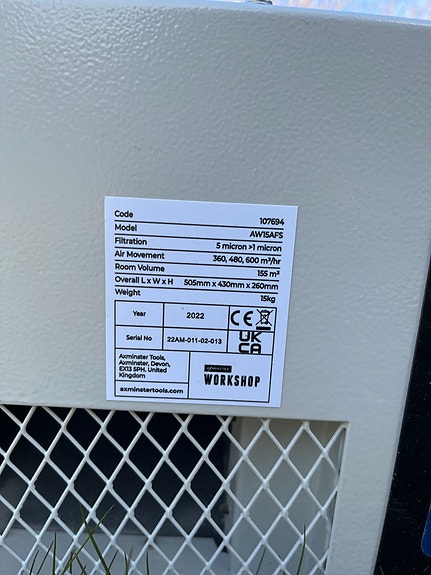 Code 107694
Model AW15AFS
Filtration 5 micron >1 micron
Air Movement 360, 480, 600 m³/hr
Room Volume 155 m³
Overall L x W x H 505mm x 430mm x 260mm
Weight 15kg
Year 2022
CE
Serial No 22AM-011-02-013
UK
CA
Axminster Tools,
Axminster, Devon,
EX13 5PH, United
Kingdom
axminstertools.com
AXMINSTER
WORKSHOP